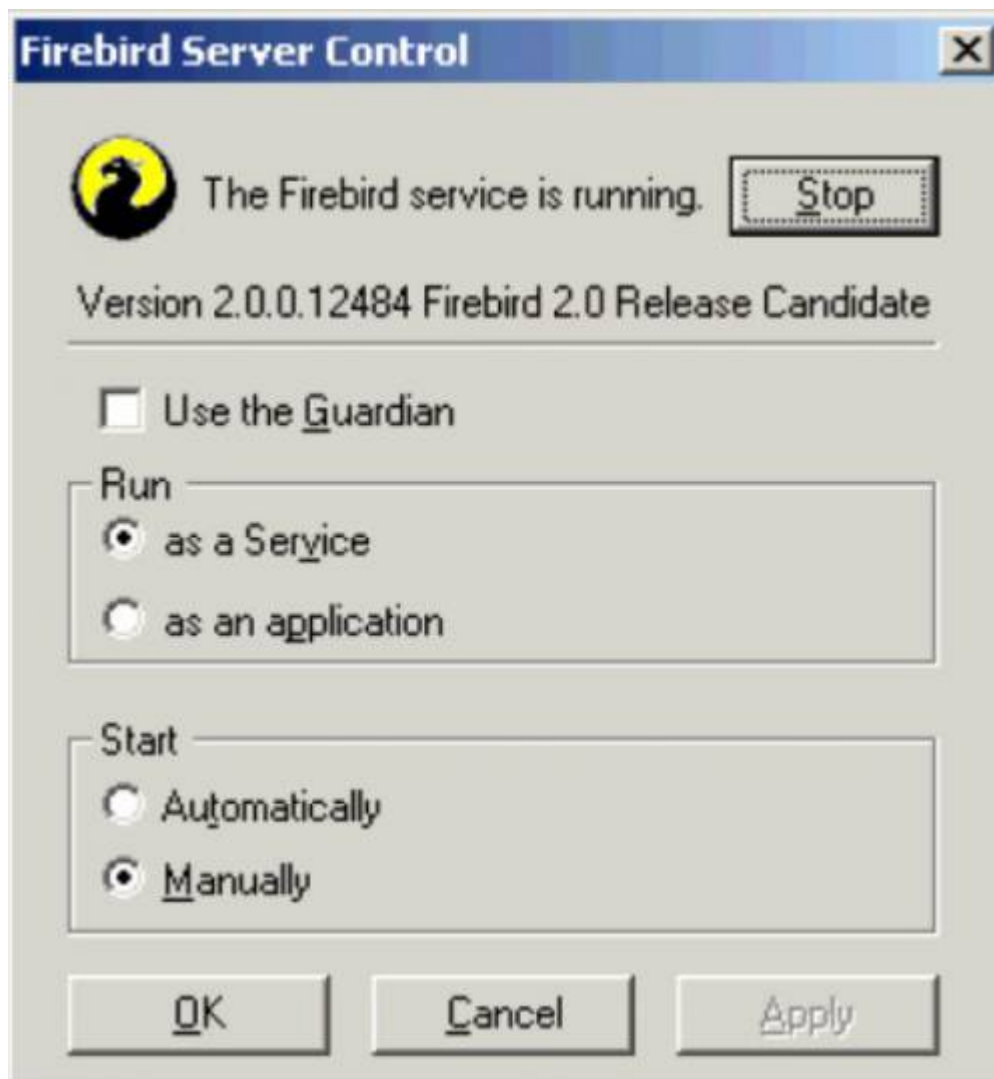 Firebird Server Control
The Firebird service is running.
Stop
Version 2.0.0.12484 Firebird 2.0 Release Candidate
Use the Guardian
Run
as a Service
as an application
Start
Automatically
Manually
OK
Cancel
Apply